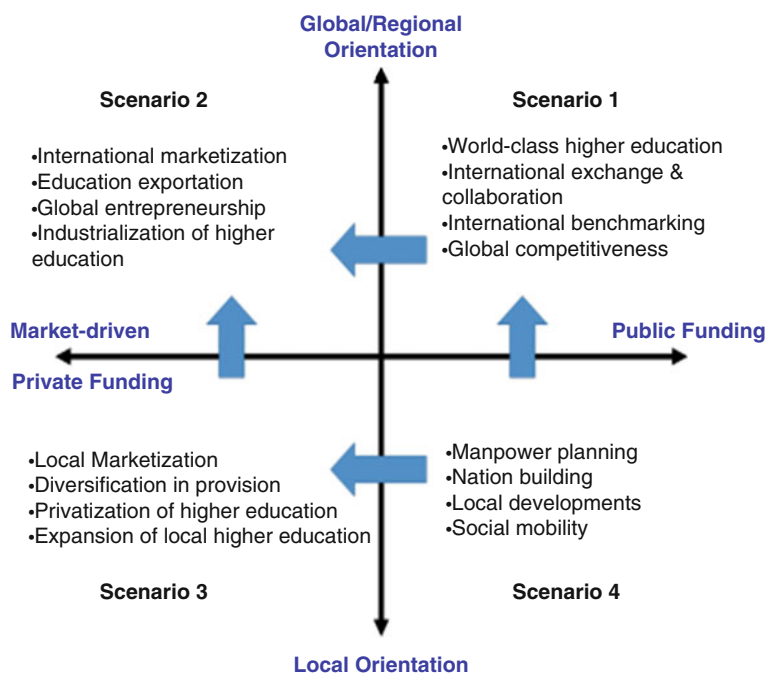 Global/Regional
Orientation
Scenario 2
Scenario 1
•International marketization
•Education exportation
•Global entrepreneurship
•Industrialization of higher
education
•World-class higher education
•International exchange &
collaboration
•International benchmarking
•Global competitiveness
Market-driven
Private Funding
Public Funding
•Local Marketization
•Diversification in provision
•Privatization of higher education
•Expansion of local higher education
•Manpower planning
•Nation building
•Local developments
•Social mobility
Scenario 3
Scenario 4
Local Orientation